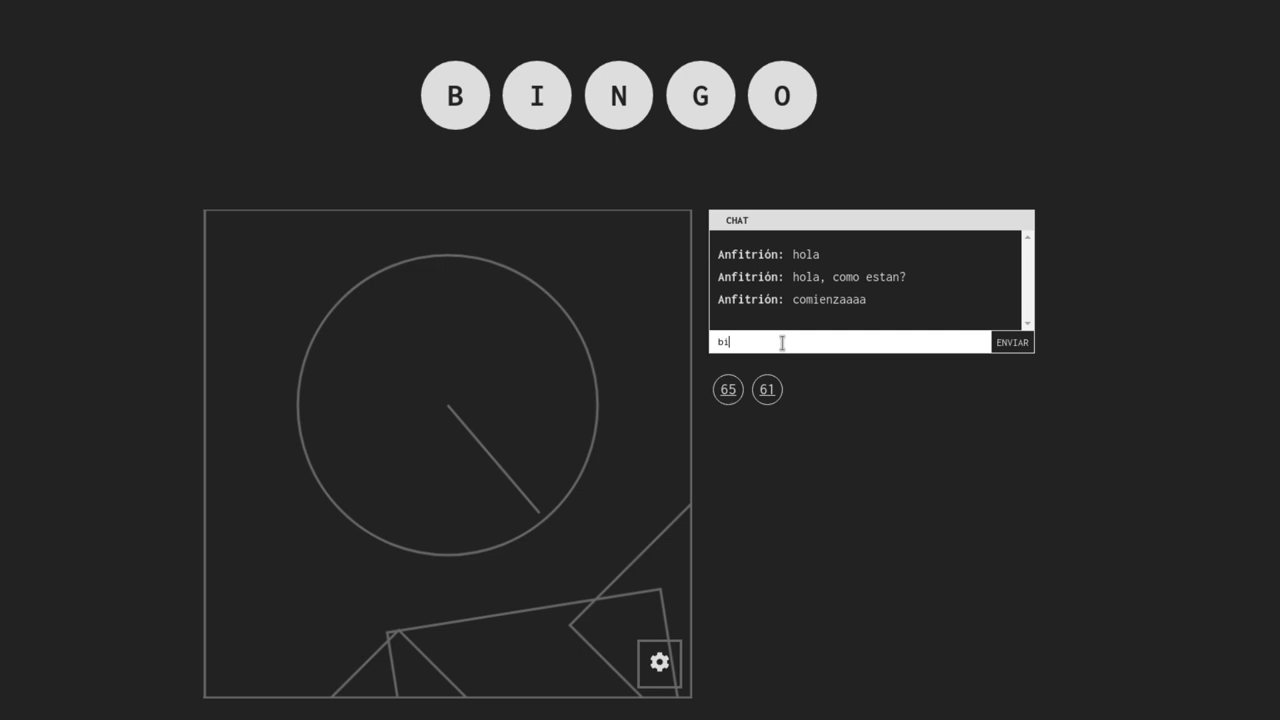 B I N G O
CHAT
Anfitrión: hola
Anfitrión: hola, como estan?
Anfitrión: comienzaaaa
bi
ENVIAR
65 61